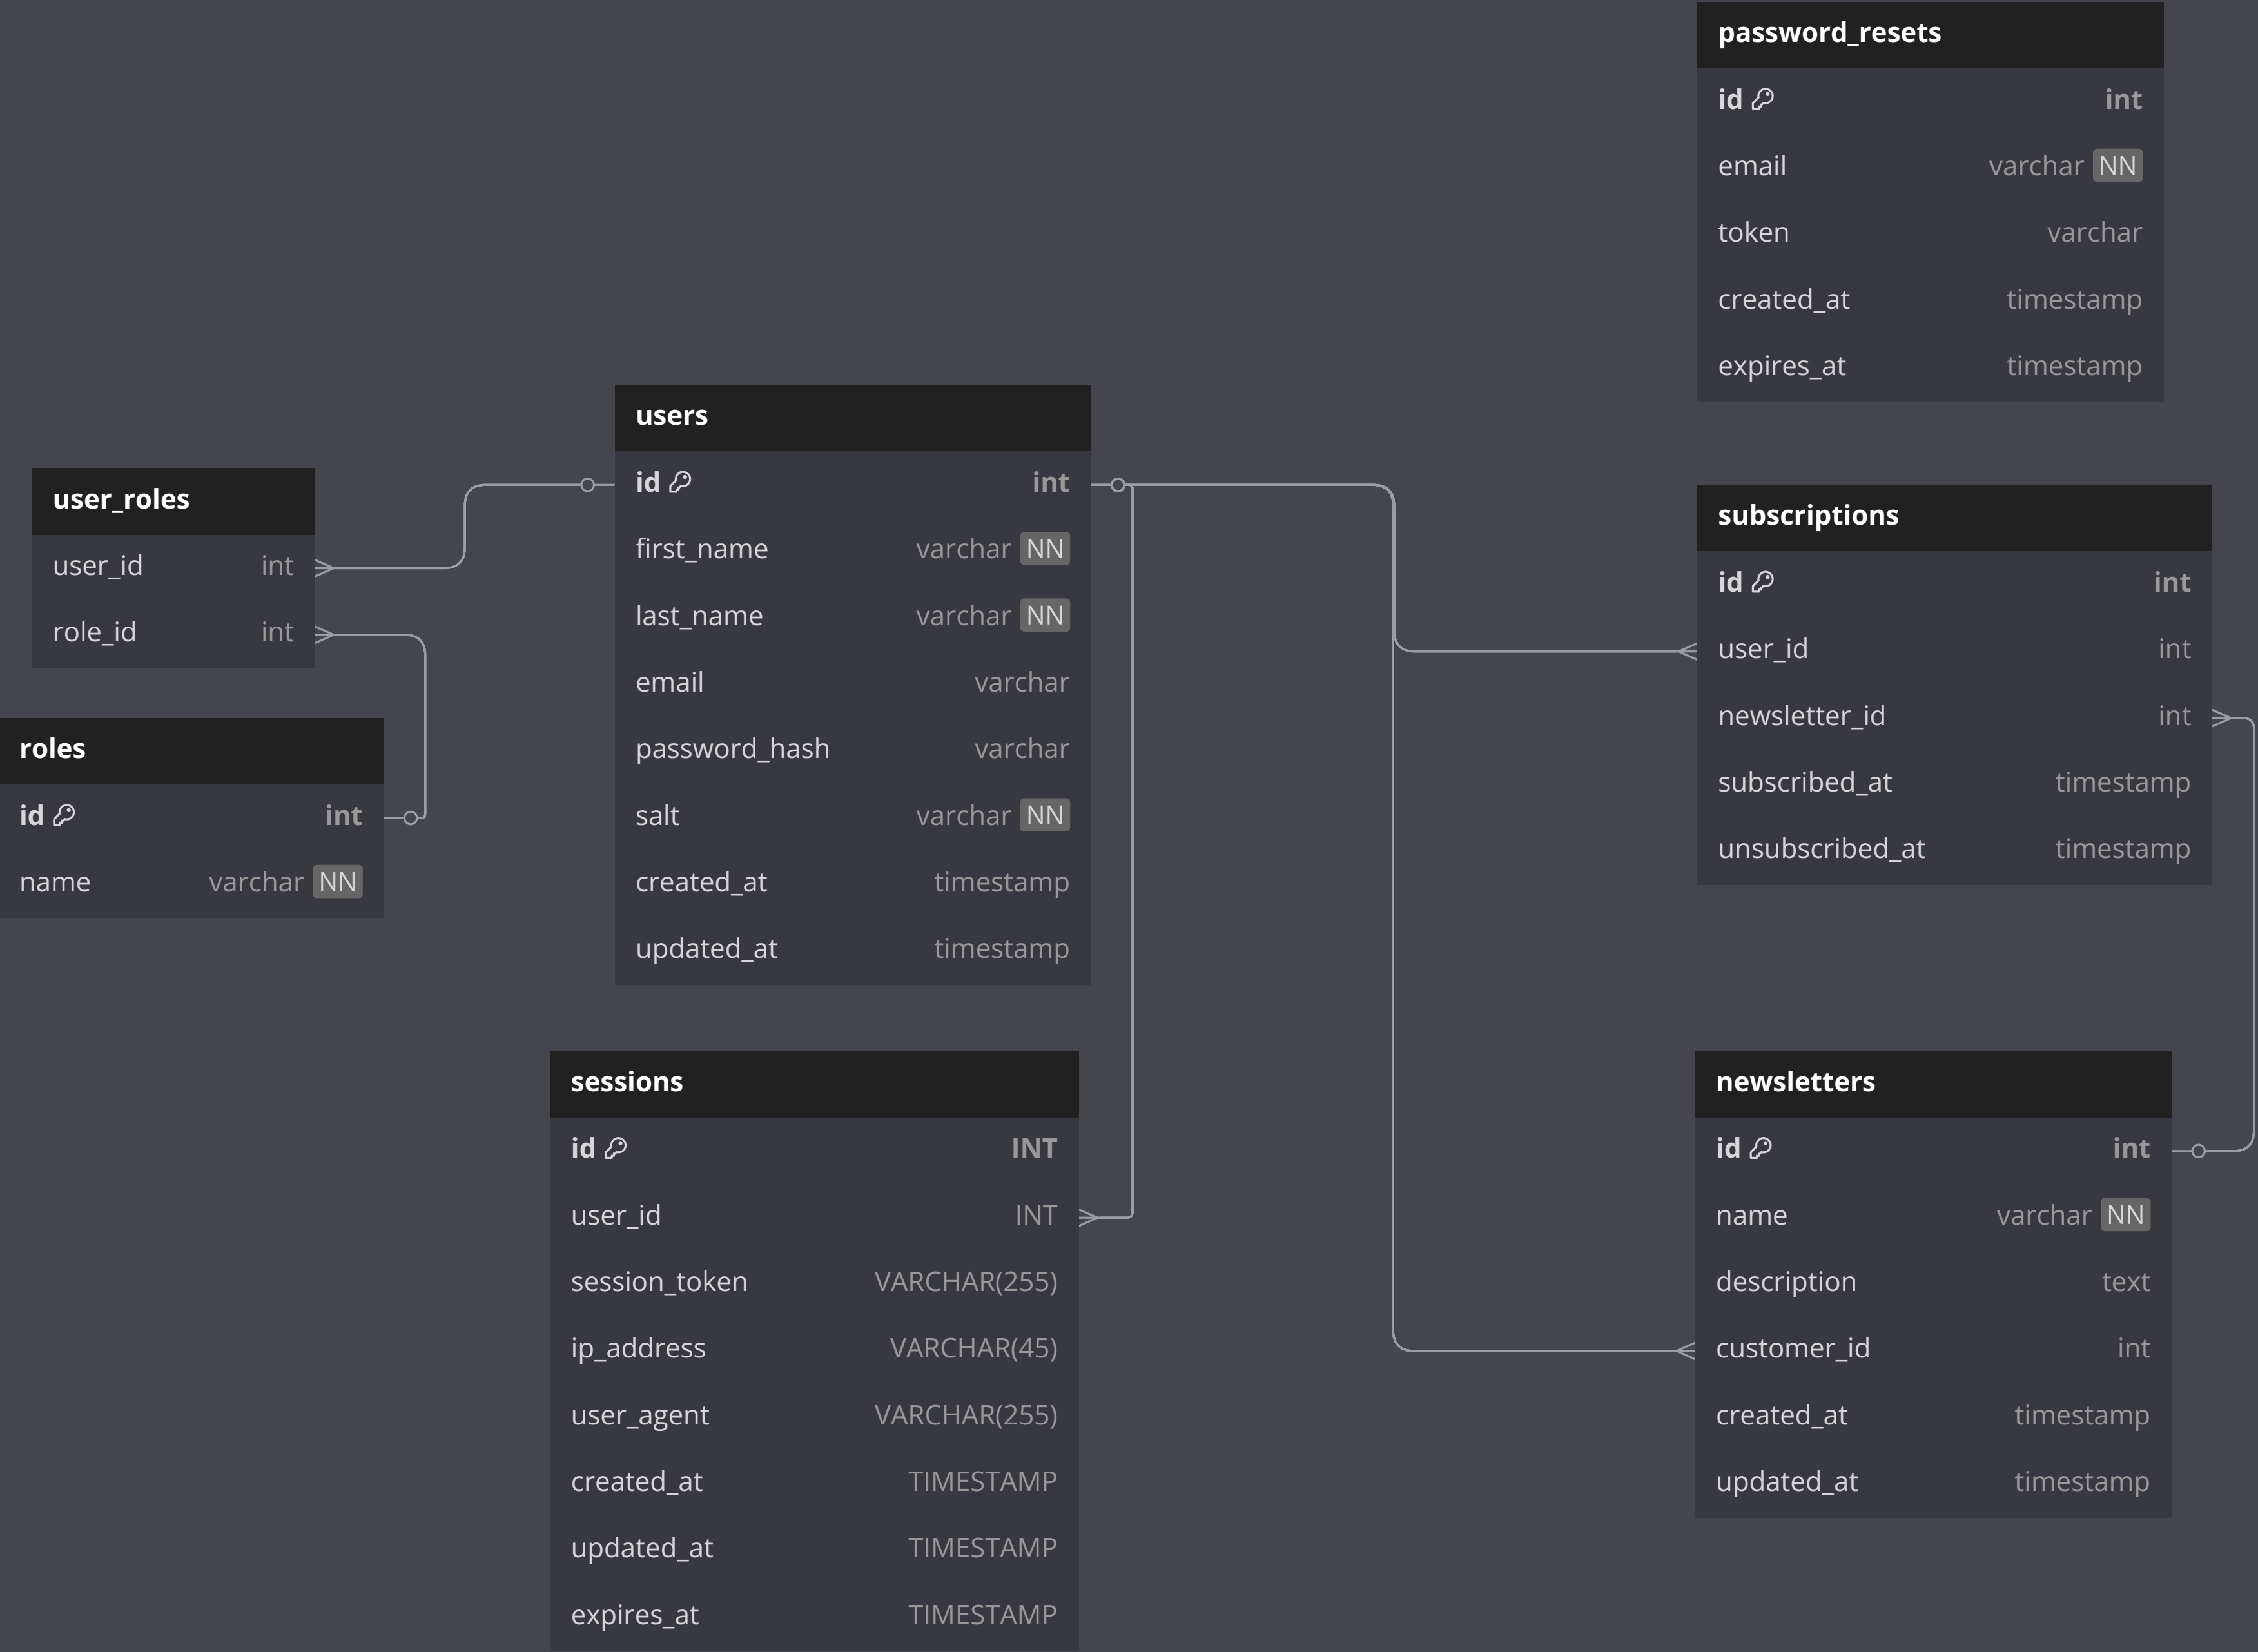 password_resets
id int
email varchar NN
token varchar
created_at timestamp
expires_at timestamp
users
id int
first_name varchar NN
last_name varchar NN
email varchar
password_hash varchar
salt varchar NN
created_at timestamp
updated_at timestamp
user_roles
user_id int
role_id int
subscriptions
id int
user_id int
newsletter_id int
subscribed_at timestamp
unsubscribed_at timestamp
roles
id int
name varchar NN
sessions
id INT
user_id INT
session_token VARCHAR(255)
ip_address VARCHAR(45)
user_agent VARCHAR(255)
created_at TIMESTAMP
updated_at TIMESTAMP
expires_at TIMESTAMP
newsletters
id int
name varchar NN
description text
customer_id int
created_at timestamp
updated_at timestamp